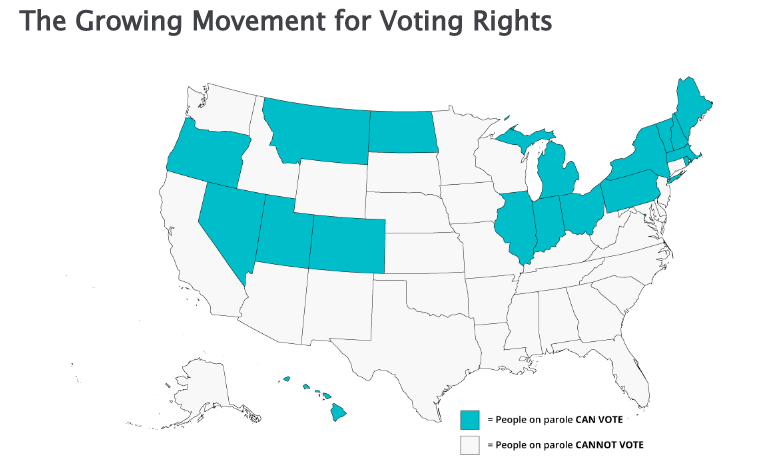 The Growing Movement for Voting Rights
= People on parole CAN VOTE
= People on parole CANNOT VOTE